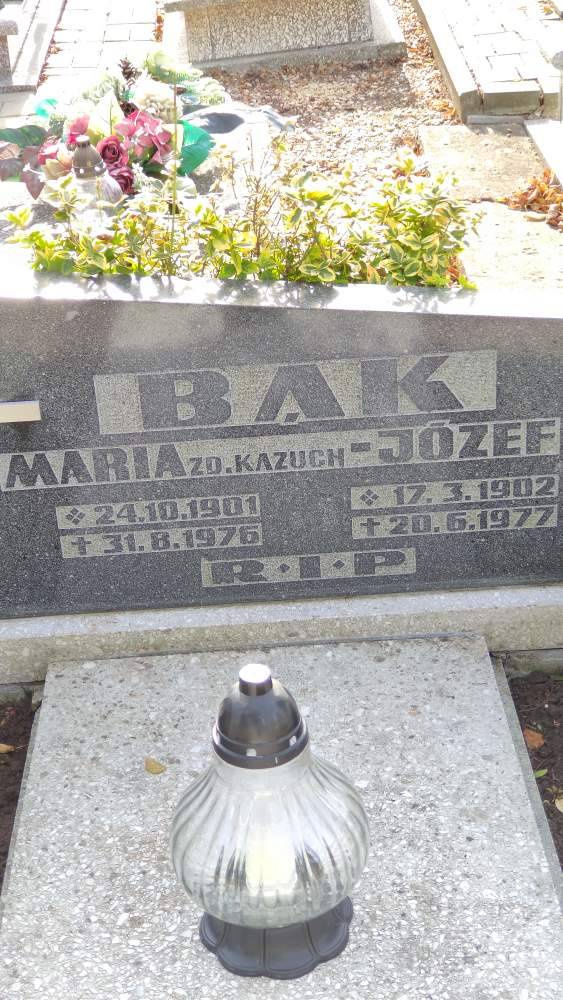 BĄK
MARIA ZD. KAZUCH - JÓZEF
❖ 24.10.1901
✝ 31.8.1976
❖ 17.3.1902
✝ 20.6.1977
R·I·P